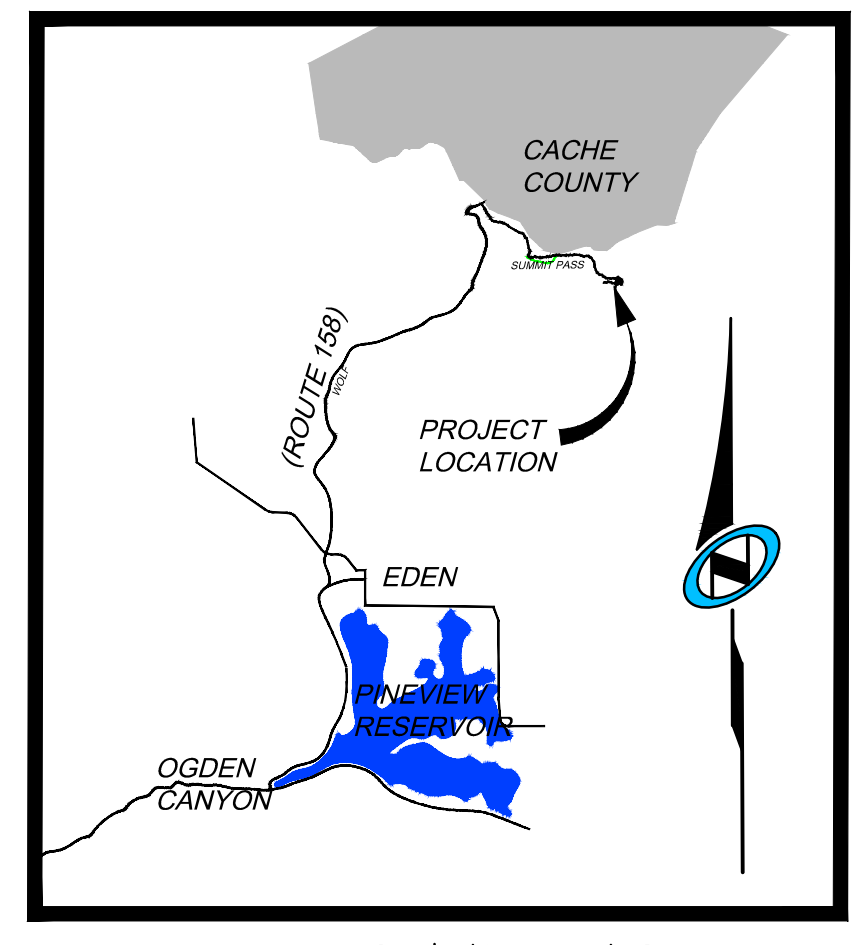 CACHE
COUNTY
SUMMIT PASS
(ROUTE 158)
WOLF
PROJECT
LOCATION
N
EDEN
PINEVIEW
RESERVOIR
OGDEN
CANYON